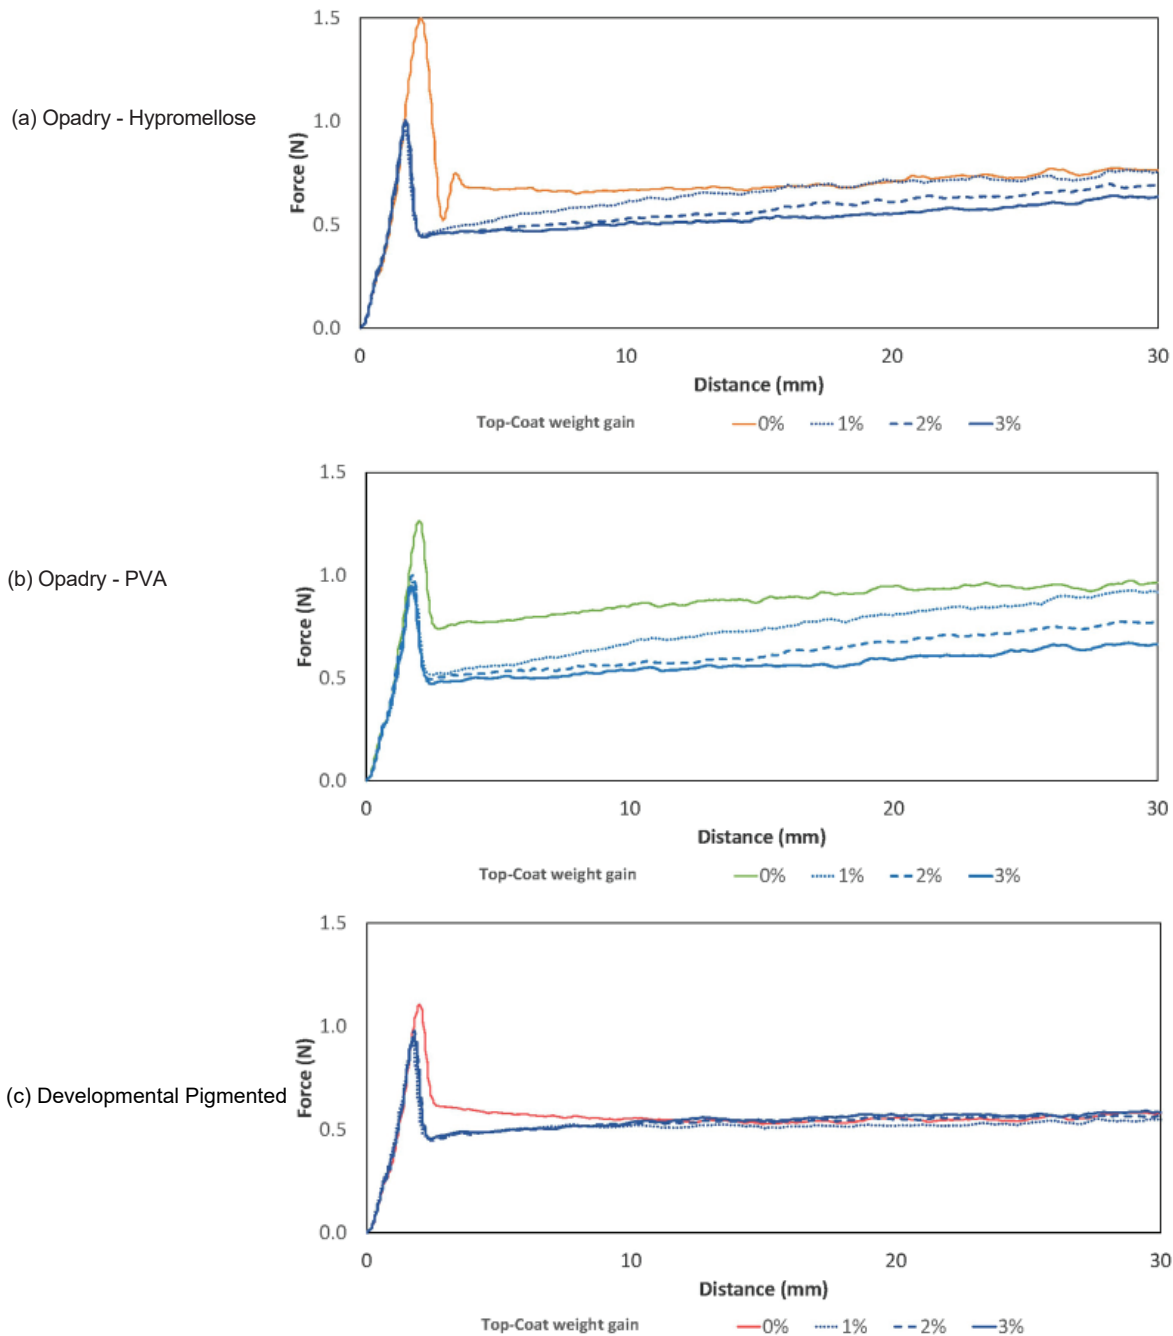 (a) Opadry - Hypromellose
Force (N)
1.5
1.0
0.5
0.0
0 10 20 30
Distance (mm)
Top-Coat weight gain 0% 1% 2% 3%
(b) Opadry - PVA
Force (N)
1.5
1.0
0.5
0.0
0 10 20 30
Distance (mm)
Top-Coat weight gain 0% 1% 2% 3%
(c) Developmental Pigmented
Force (N)
1.5
1.0
0.5
0.0
0 10 20 30
Distance (mm)
Top-Coat weight gain 0% 1% 2% 3%